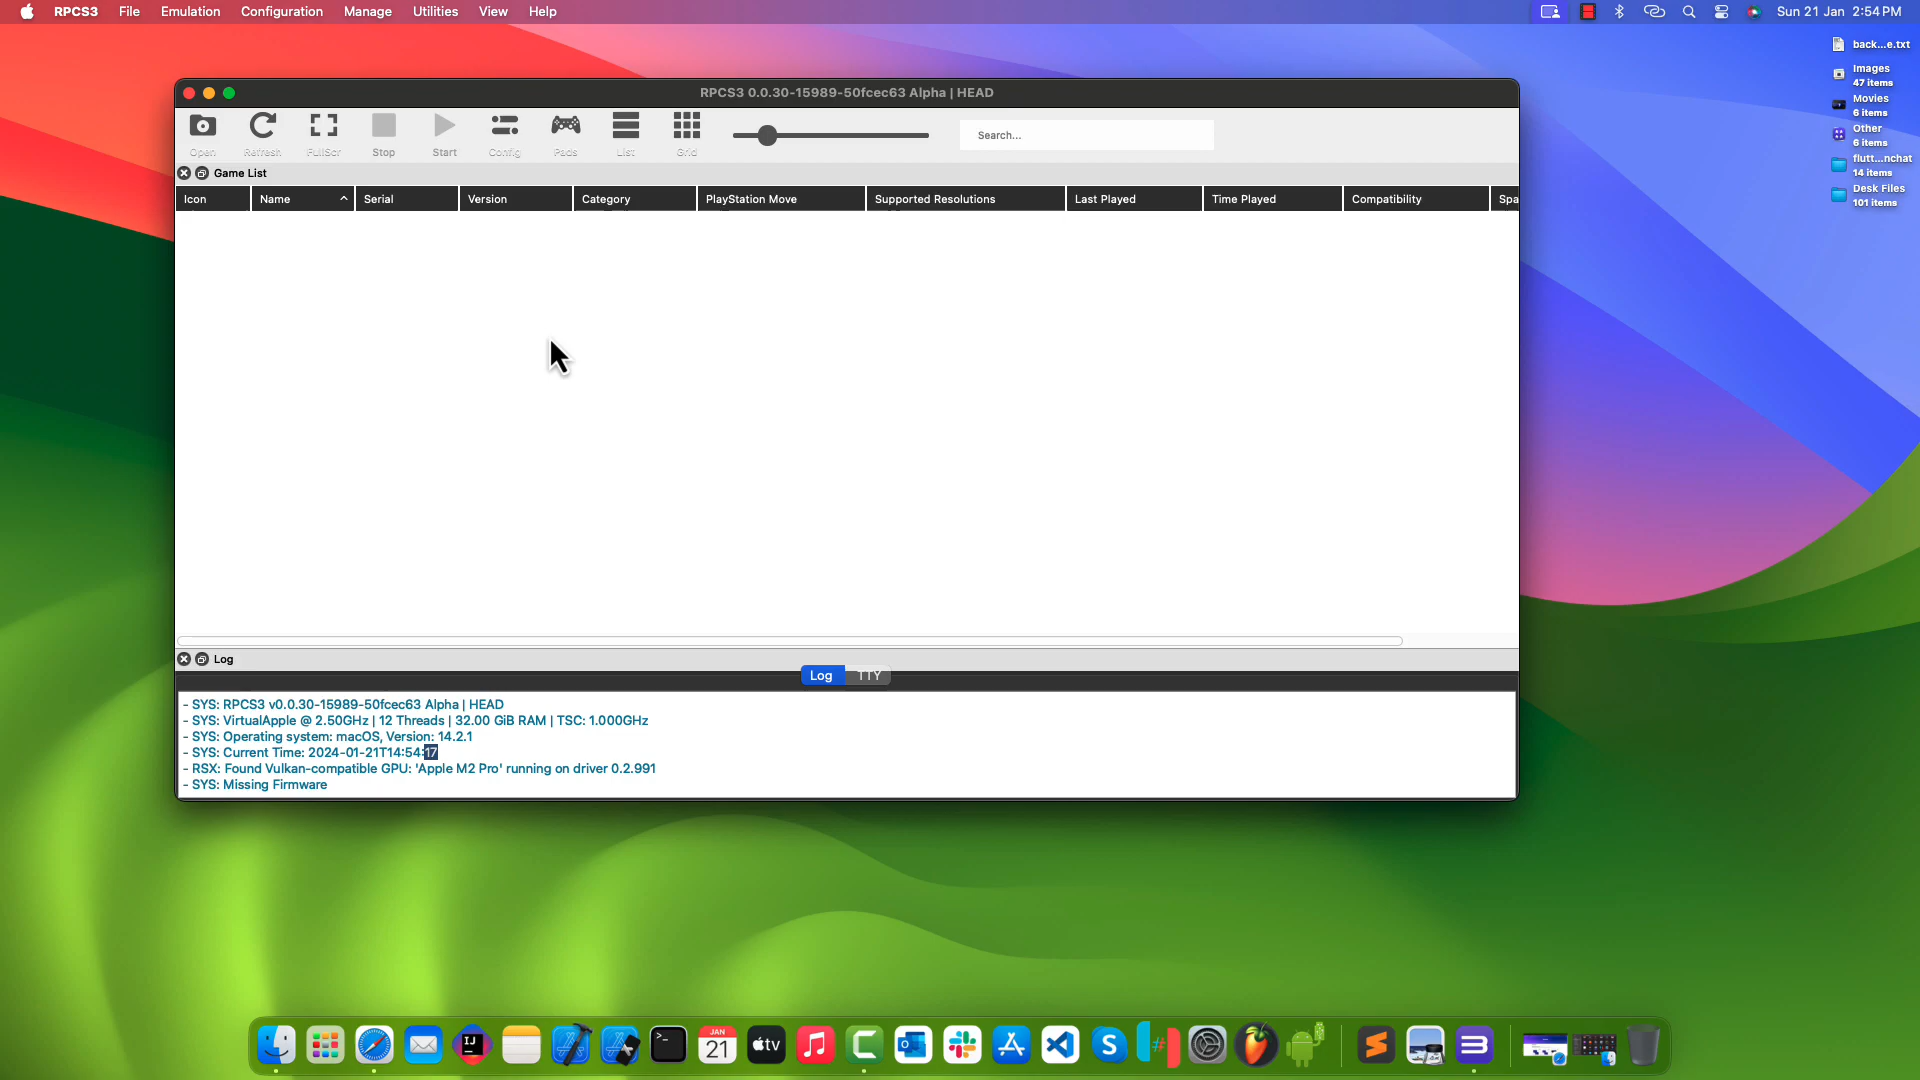 RPCS3 File Emulation Configuration Manage Utilities View Help
Sun 21 Jan 2:54 PM
back...e.txt
Images
47 items
Movies
6 items
Other
6 items
flutt...nchat
14 items
Desk Files
101 items
RPCS3 0.0.30-15989-50fcec63 Alpha | HEAD
Open Refresh FullScr Stop Start Config Pads List Grid
Search...
Game List
Icon Name Serial Version Category PlayStation Move Supported Resolutions Last Played Time Played Compatibility Spa
Log
Log TTY
- SYS: RPCS3 v0.0.30-15989-50fcec63 Alpha | HEAD
- SYS: VirtualApple @ 2.50GHz | 12 Threads | 32.00 GiB RAM | TSC: 1.000GHz
- SYS: Operating system: macOS, Version: 14.2.1
- SYS: Current Time: 2024-01-21T14:54:17
- RSX: Found Vulkan-compatible GPU: 'Apple M2 Pro' running on driver 0.2.991
- SYS: Missing Firmware
IJ
>_
JAN
21
tv
S
#